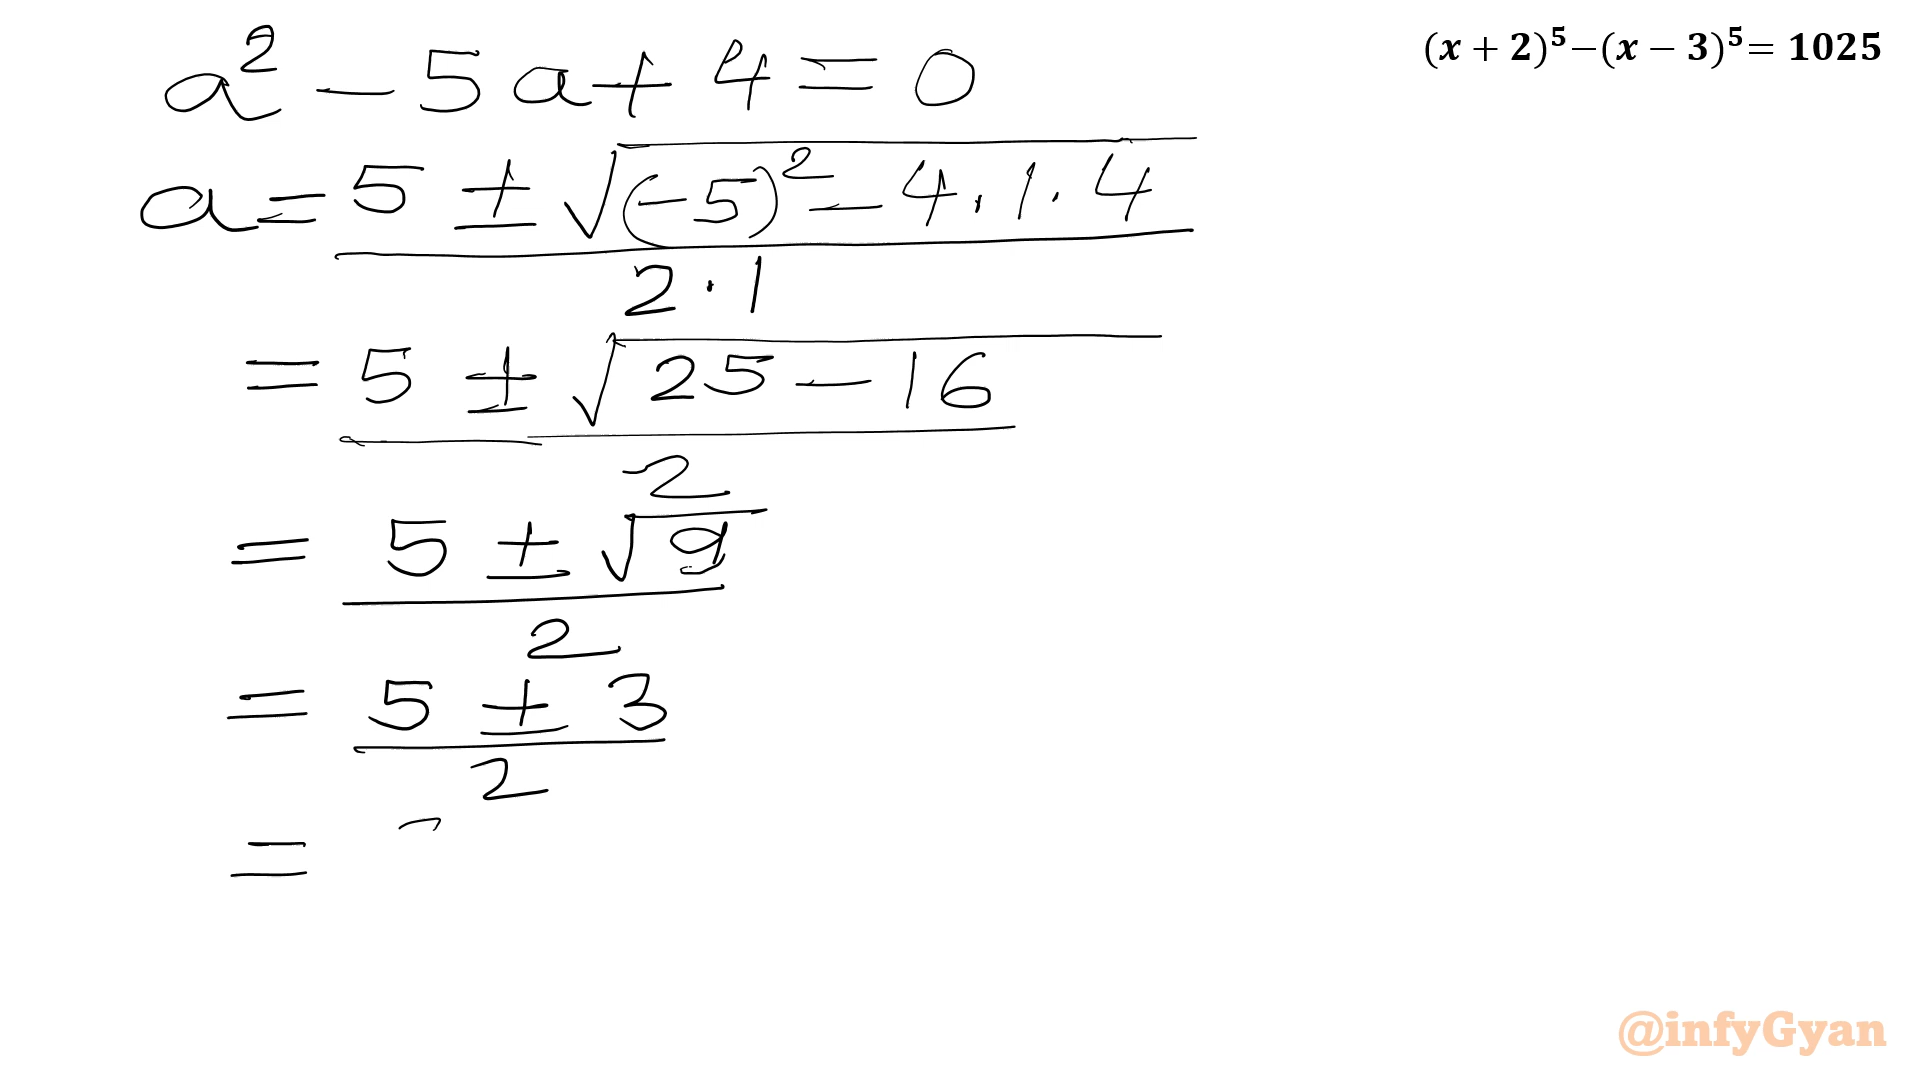 (x + 2)⁵−(x − 3)⁵= 1025
a² − 5a + 4 = 0
a = (5 ± √((−5)² − 4.1.4)) / (2 · 1)
= (5 ± √(25 − 16)) / 2
= (5 ± √9) / 2
= (5 ± 3) / 2
=
@infyGyan